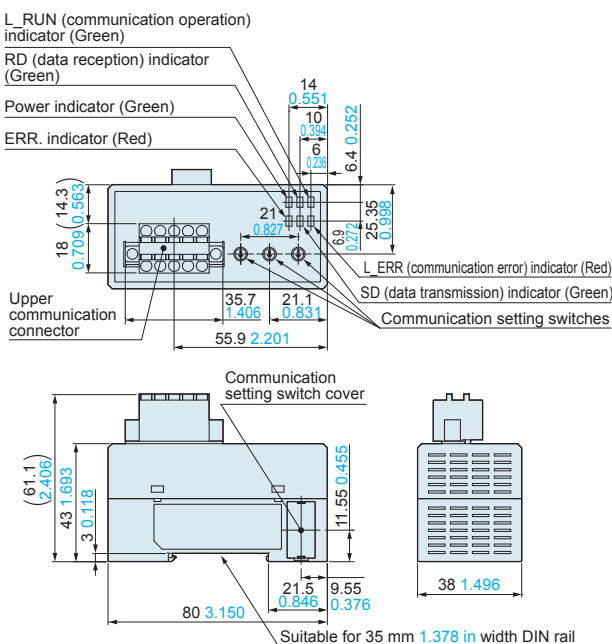 L_RUN (communication operation)
indicator (Green)
RD (data reception) indicator
(Green)
Power indicator (Green)
ERR. indicator (Red)
14
0.551
10
0.394
6
0.236
6.4 0.252
(14.3)
0.563
18
0.709
21
0.827
6.9
0.272
25.35
0.998
L_ERR (communication error) indicator (Red)
SD (data transmission) indicator (Green)
Communication setting switches
Upper
communication
connector
35.7
1.406
21.1
0.831
55.9 2.201
Communication
setting switch cover
(61.1)
2.406
43 1.693
3 0.118
11.55 0.455
21.5
0.846
9.55
0.376
80 3.150
38 1.496
Suitable for 35 mm 1.378 in width DIN rail